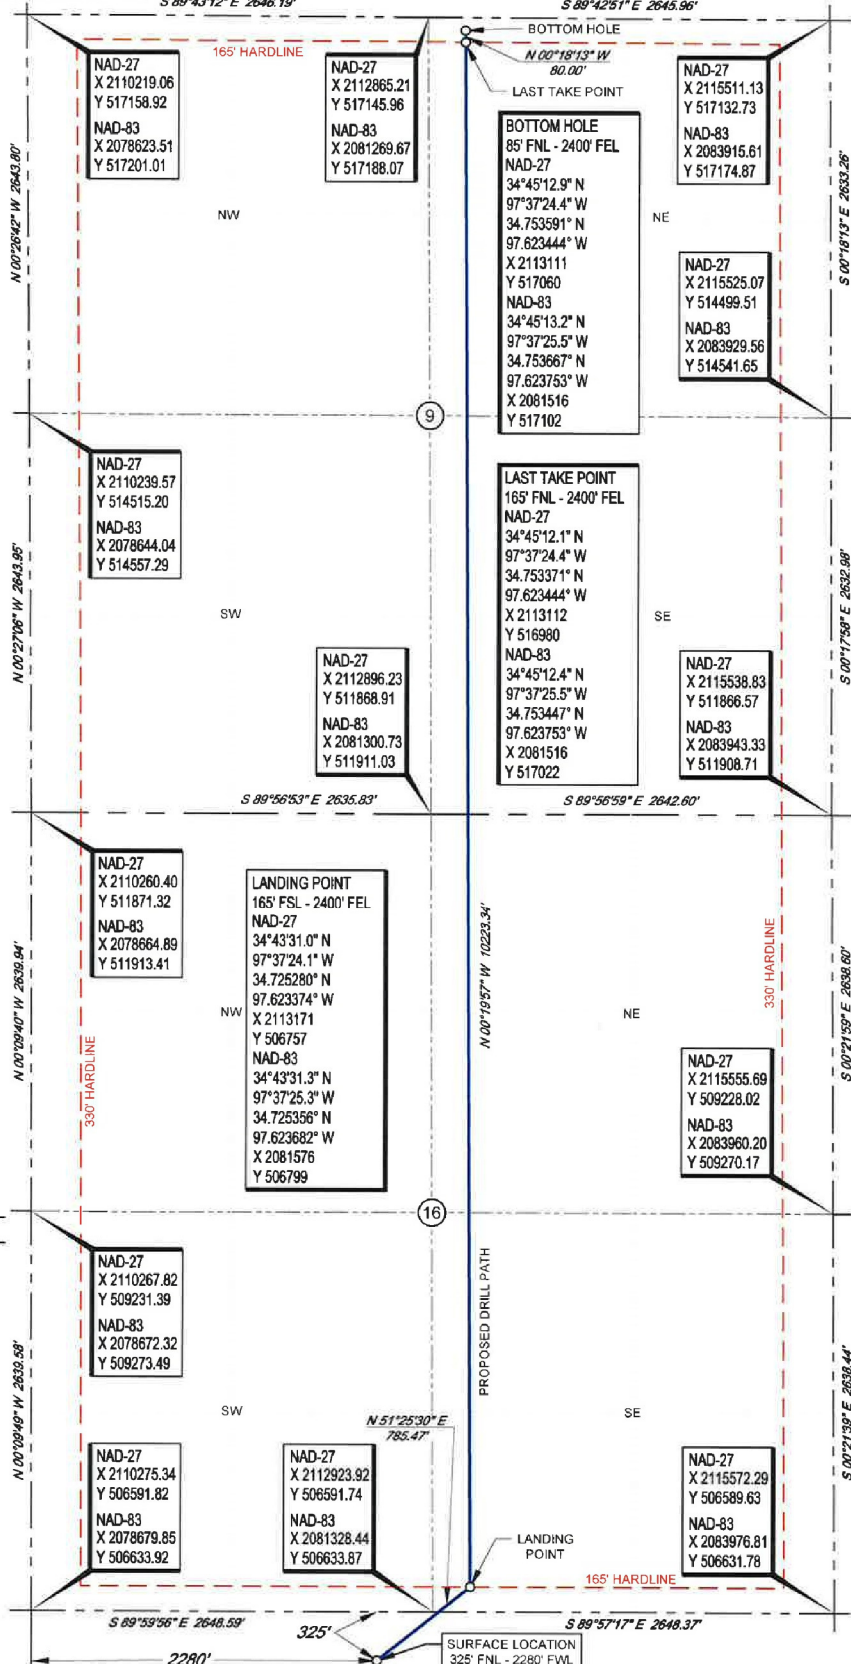 S 89°43'12" E 2646.19'
S 89°42'51" E 2645.96'
BOTTOM HOLE
165' HARDLINE
N 00°18'13" W
80.00'
LAST TAKE POINT
NAD-27
X 2110219.06
Y 517158.92
NAD-83
X 2078623.51
Y 517201.01
NAD-27
X 2112865.21
Y 517145.96
NAD-83
X 2081269.67
Y 517188.07
NAD-27
X 2115511.13
Y 517132.73
NAD-83
X 2083915.61
Y 517174.87
BOTTOM HOLE
85' FNL - 2400' FEL
NAD-27
34°45'12.9" N
97°37'24.4" W
34.753591° N
97.623444° W
X 2113111
Y 517060
NAD-83
34°45'13.2" N
97°37'25.5" W
34.753667° N
97.623753° W
X 2081516
Y 517102
N 00°26'42" W 2643.80'
NW
NE
S 00°18'13" E 2633.26'
NAD-27
X 2115525.07
Y 514499.51
NAD-83
X 2083929.56
Y 514541.65
9
NAD-27
X 2110239.57
Y 514515.20
NAD-83
X 2078644.04
Y 514557.29
LAST TAKE POINT
165' FNL - 2400' FEL
NAD-27
34°45'12.1" N
97°37'24.4" W
34.753371° N
97.623444° W
X 2113112
Y 516980
NAD-83
34°45'12.4" N
97°37'25.5" W
34.753447° N
97.623753° W
X 2081516
Y 517022
N 00°27'06" W 2643.95'
SW
SE
S 00°17'58" E 2632.98'
NAD-27
X 2112896.23
Y 511868.91
NAD-83
X 2081300.73
Y 511911.03
NAD-27
X 2115538.83
Y 511866.57
NAD-83
X 2083943.33
Y 511908.71
S 89°56'53" E 2635.83'
S 89°56'59" E 2642.60'
NAD-27
X 2110260.40
Y 511871.32
NAD-83
X 2078664.89
Y 511913.41
LANDING POINT
165' FSL - 2400' FEL
NAD-27
34°43'31.0" N
97°37'24.1" W
34.725280° N
97.623374° W
X 2113171
Y 506757
NAD-83
34°43'31.3" N
97°37'25.3" W
34.725356° N
97.623682° W
X 2081576
Y 506799
N 00°09'40" W 2639.94'
330' HARDLINE
NW
N 00°19'57" W 10223.34'
NE
330' HARDLINE
S 00°21'59" E 2638.60'
NAD-27
X 2115555.69
Y 509228.02
NAD-83
X 2083960.20
Y 509270.17
16
NAD-27
X 2110267.82
Y 509231.39
NAD-83
X 2078672.32
Y 509273.49
PROPOSED DRILL PATH
N 00°09'49" W 2639.58'
SW
SE
S 00°21'39" E 2638.44'
N 51°25'30" E
785.47'
NAD-27
X 2110275.34
Y 506591.82
NAD-83
X 2078679.85
Y 506633.92
NAD-27
X 2112923.92
Y 506591.74
NAD-83
X 2081328.44
Y 506633.87
NAD-27
X 2115572.29
Y 506589.63
NAD-83
X 2083976.81
Y 506631.78
LANDING
POINT
165' HARDLINE
S 89°59'56" E 2648.59'
S 89°57'17" E 2648.37'
325'
2280'
SURFACE LOCATION
325' FNL - 2280' FWL